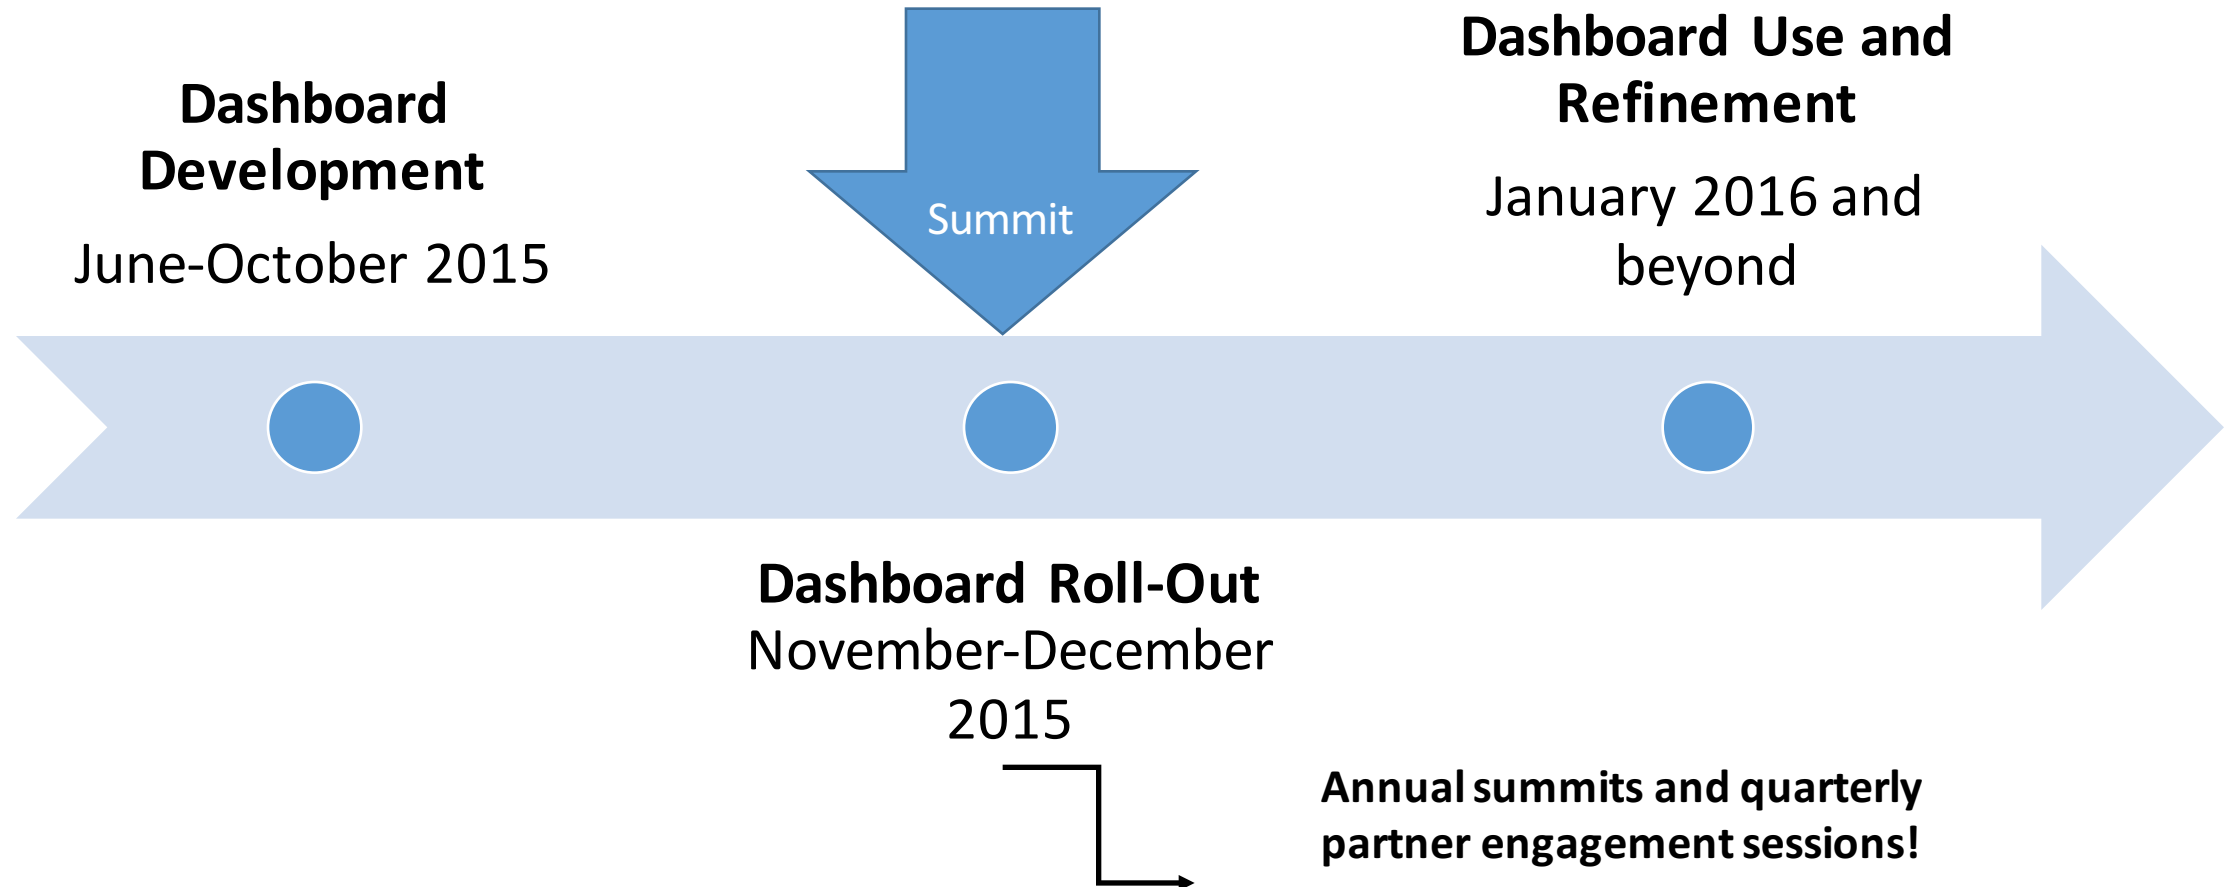 Dashboard
Development
June-October 2015
Summit
Dashboard Use and
Refinement
January 2016 and
beyond
Dashboard Roll-Out
November-December
2015
Annual summits and quarterly
partner engagement sessions!